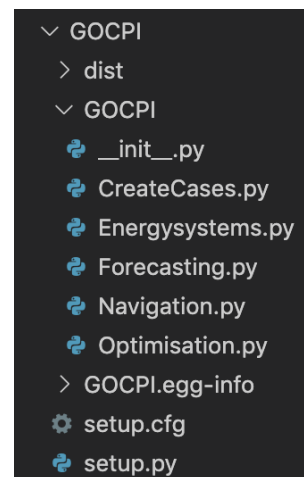 GOCPI
dist
GOCPI
__init__.py
CreateCases.py
Energysystems.py
Forecasting.py
Navigation.py
Optimisation.py
GOCPI.egg-info
setup.cfg
setup.py